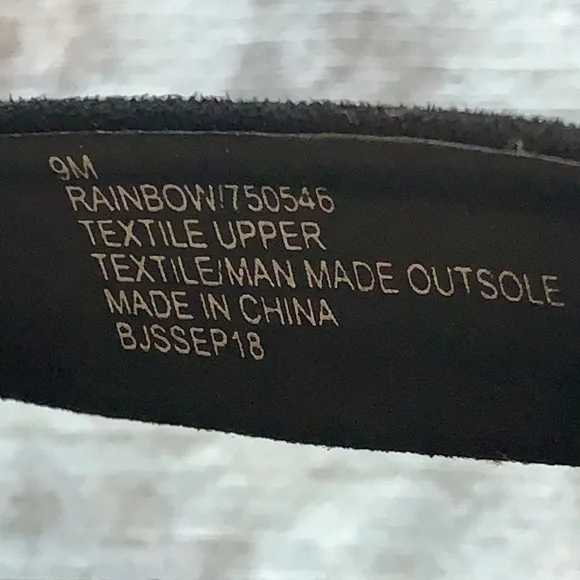 9M
RAINBOW/750546
TEXTILE UPPER
TEXTILE/MAN MADE OUTSOLE
MADE IN CHINA
BJSSEP18